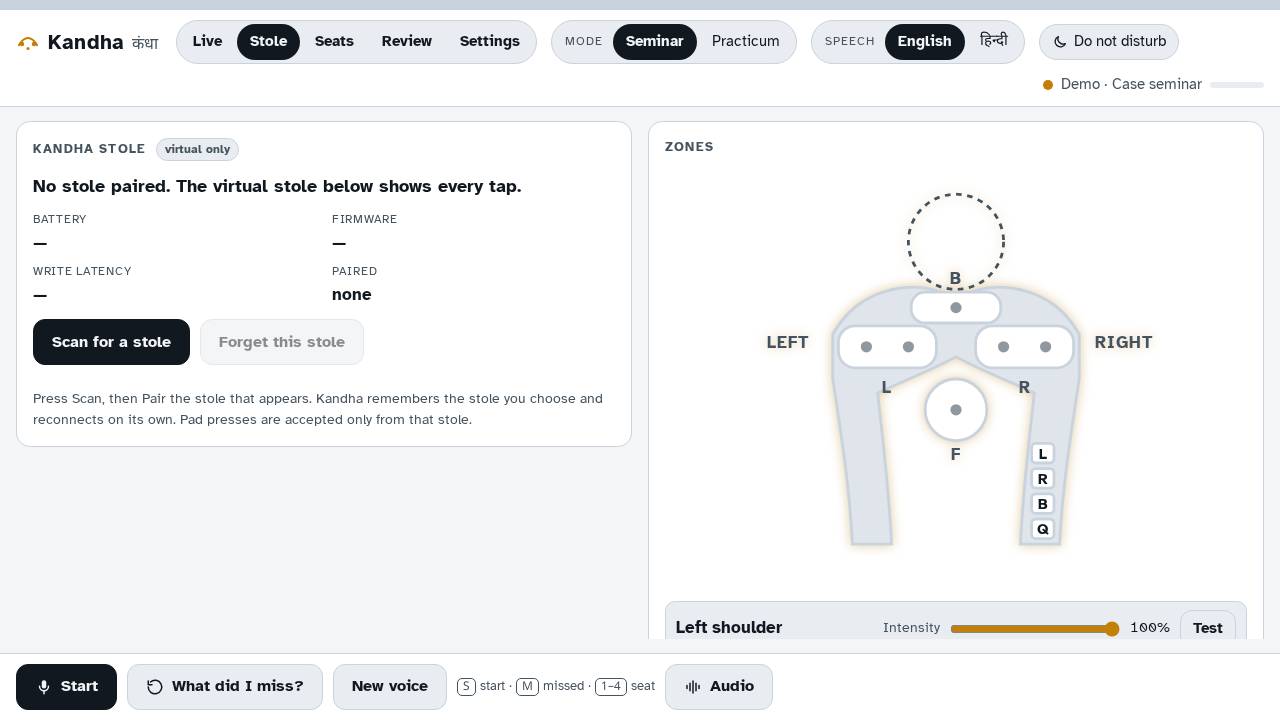 Kandha कंधा
Live Stole Seats Review Settings
MODE Seminar Practicum
SPEECH English हिन्दी
Do not disturb
Demo · Case seminar
KANDHA STOLE virtual only
No stole paired. The virtual stole below shows every tap.
BATTERY FIRMWARE
— —
WRITE LATENCY PAIRED
— none
Scan for a stole Forget this stole
Press Scan, then Pair the stole that appears. Kandha remembers the stole you choose and
reconnects on its own. Pad presses are accepted only from that stole.
ZONES
B
LEFT RIGHT
L R
F
L
R
B
Q
Left shoulder Intensity 100% Test
Start What did I miss? New voice S start · M missed · 1–4 seat Audio